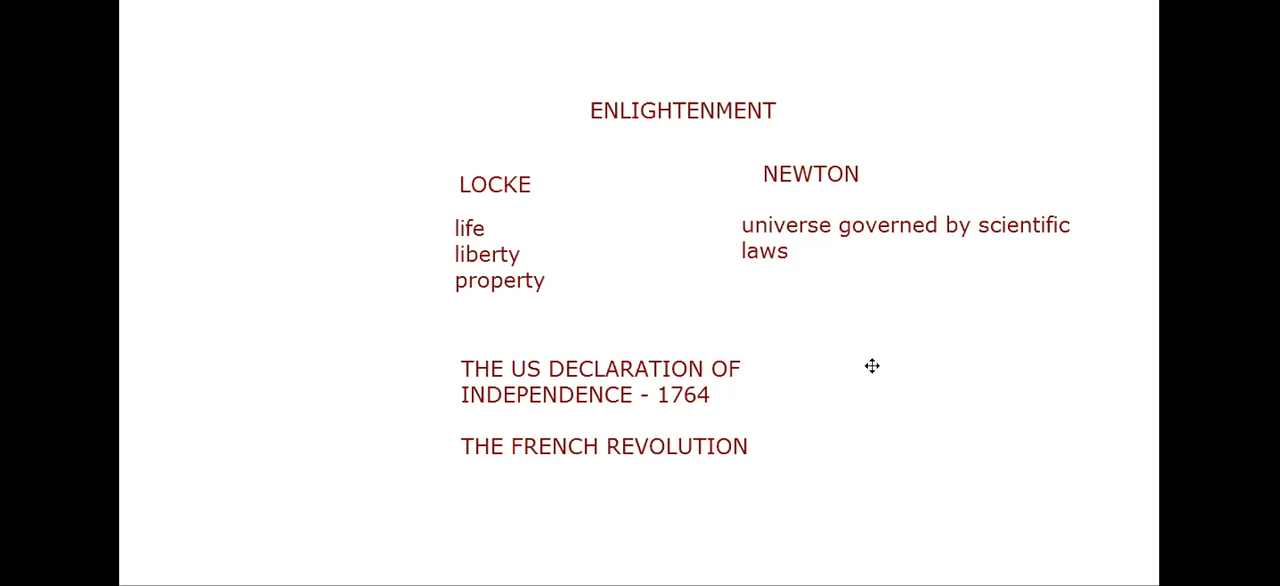 ENLIGHTENMENT
LOCKE
life
liberty
property
NEWTON
universe governed by scientific
laws
THE US DECLARATION OF
INDEPENDENCE - 1764
THE FRENCH REVOLUTION